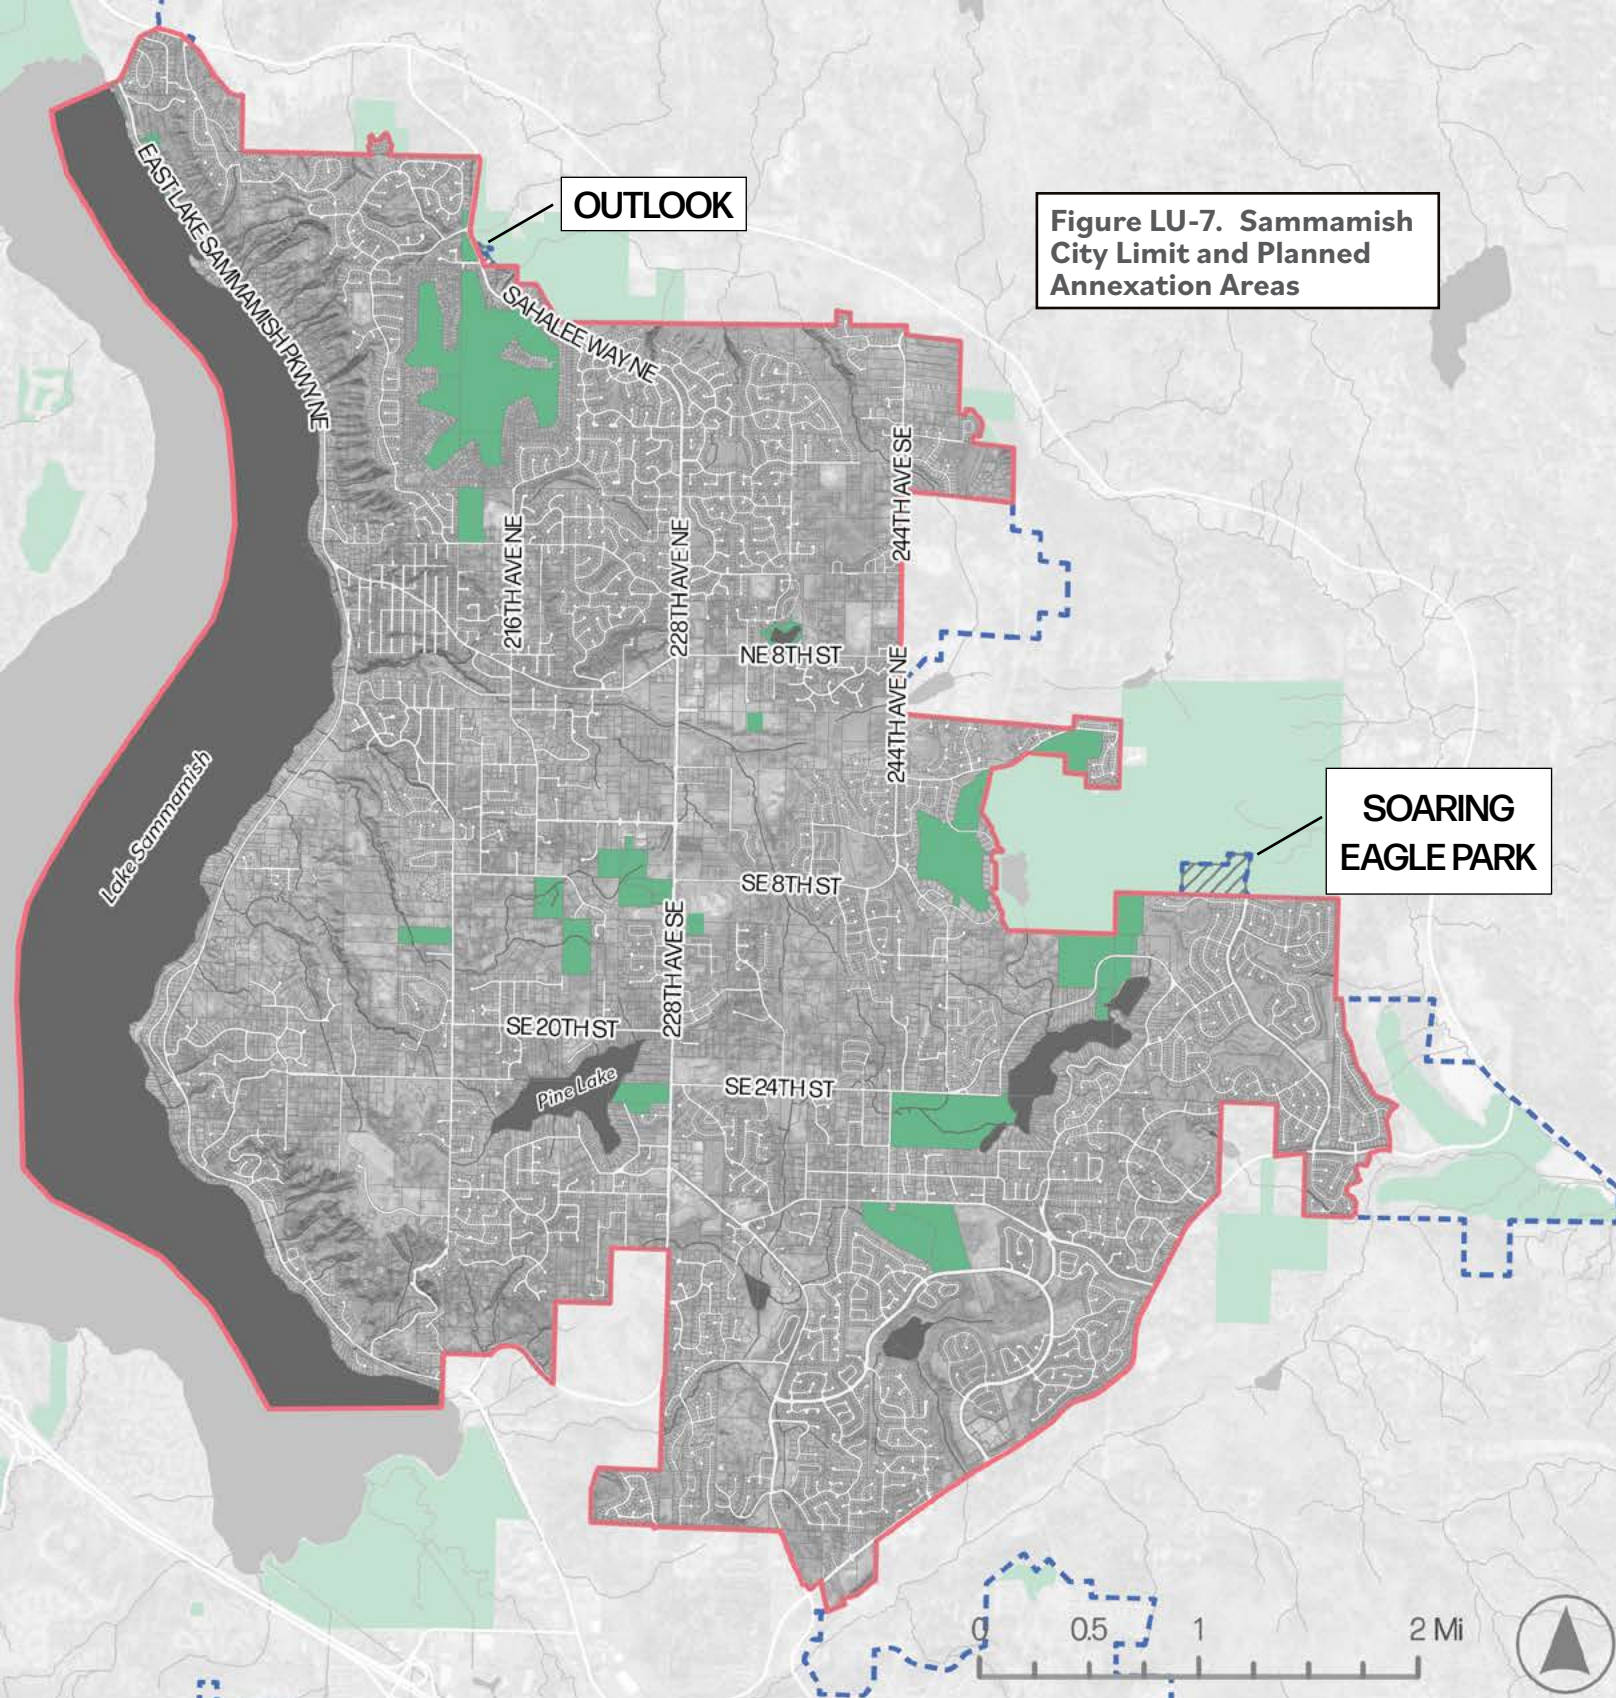 OUTLOOK
Figure LU-7. Sammamish
City Limit and Planned
Annexation Areas
EAST LAKE SAMMAMISH PKWY NE
SAHALEE WAY NE
244TH AVE SE
216TH AVE NE
228TH AVE NE
NE 8TH ST
244TH AVE NE
Lake Sammamish
SOARING
EAGLE PARK
SE 8TH ST
228TH AVE SE
SE 20TH ST
Pine Lake
SE 24TH ST
0 0.5 1 2 Mi